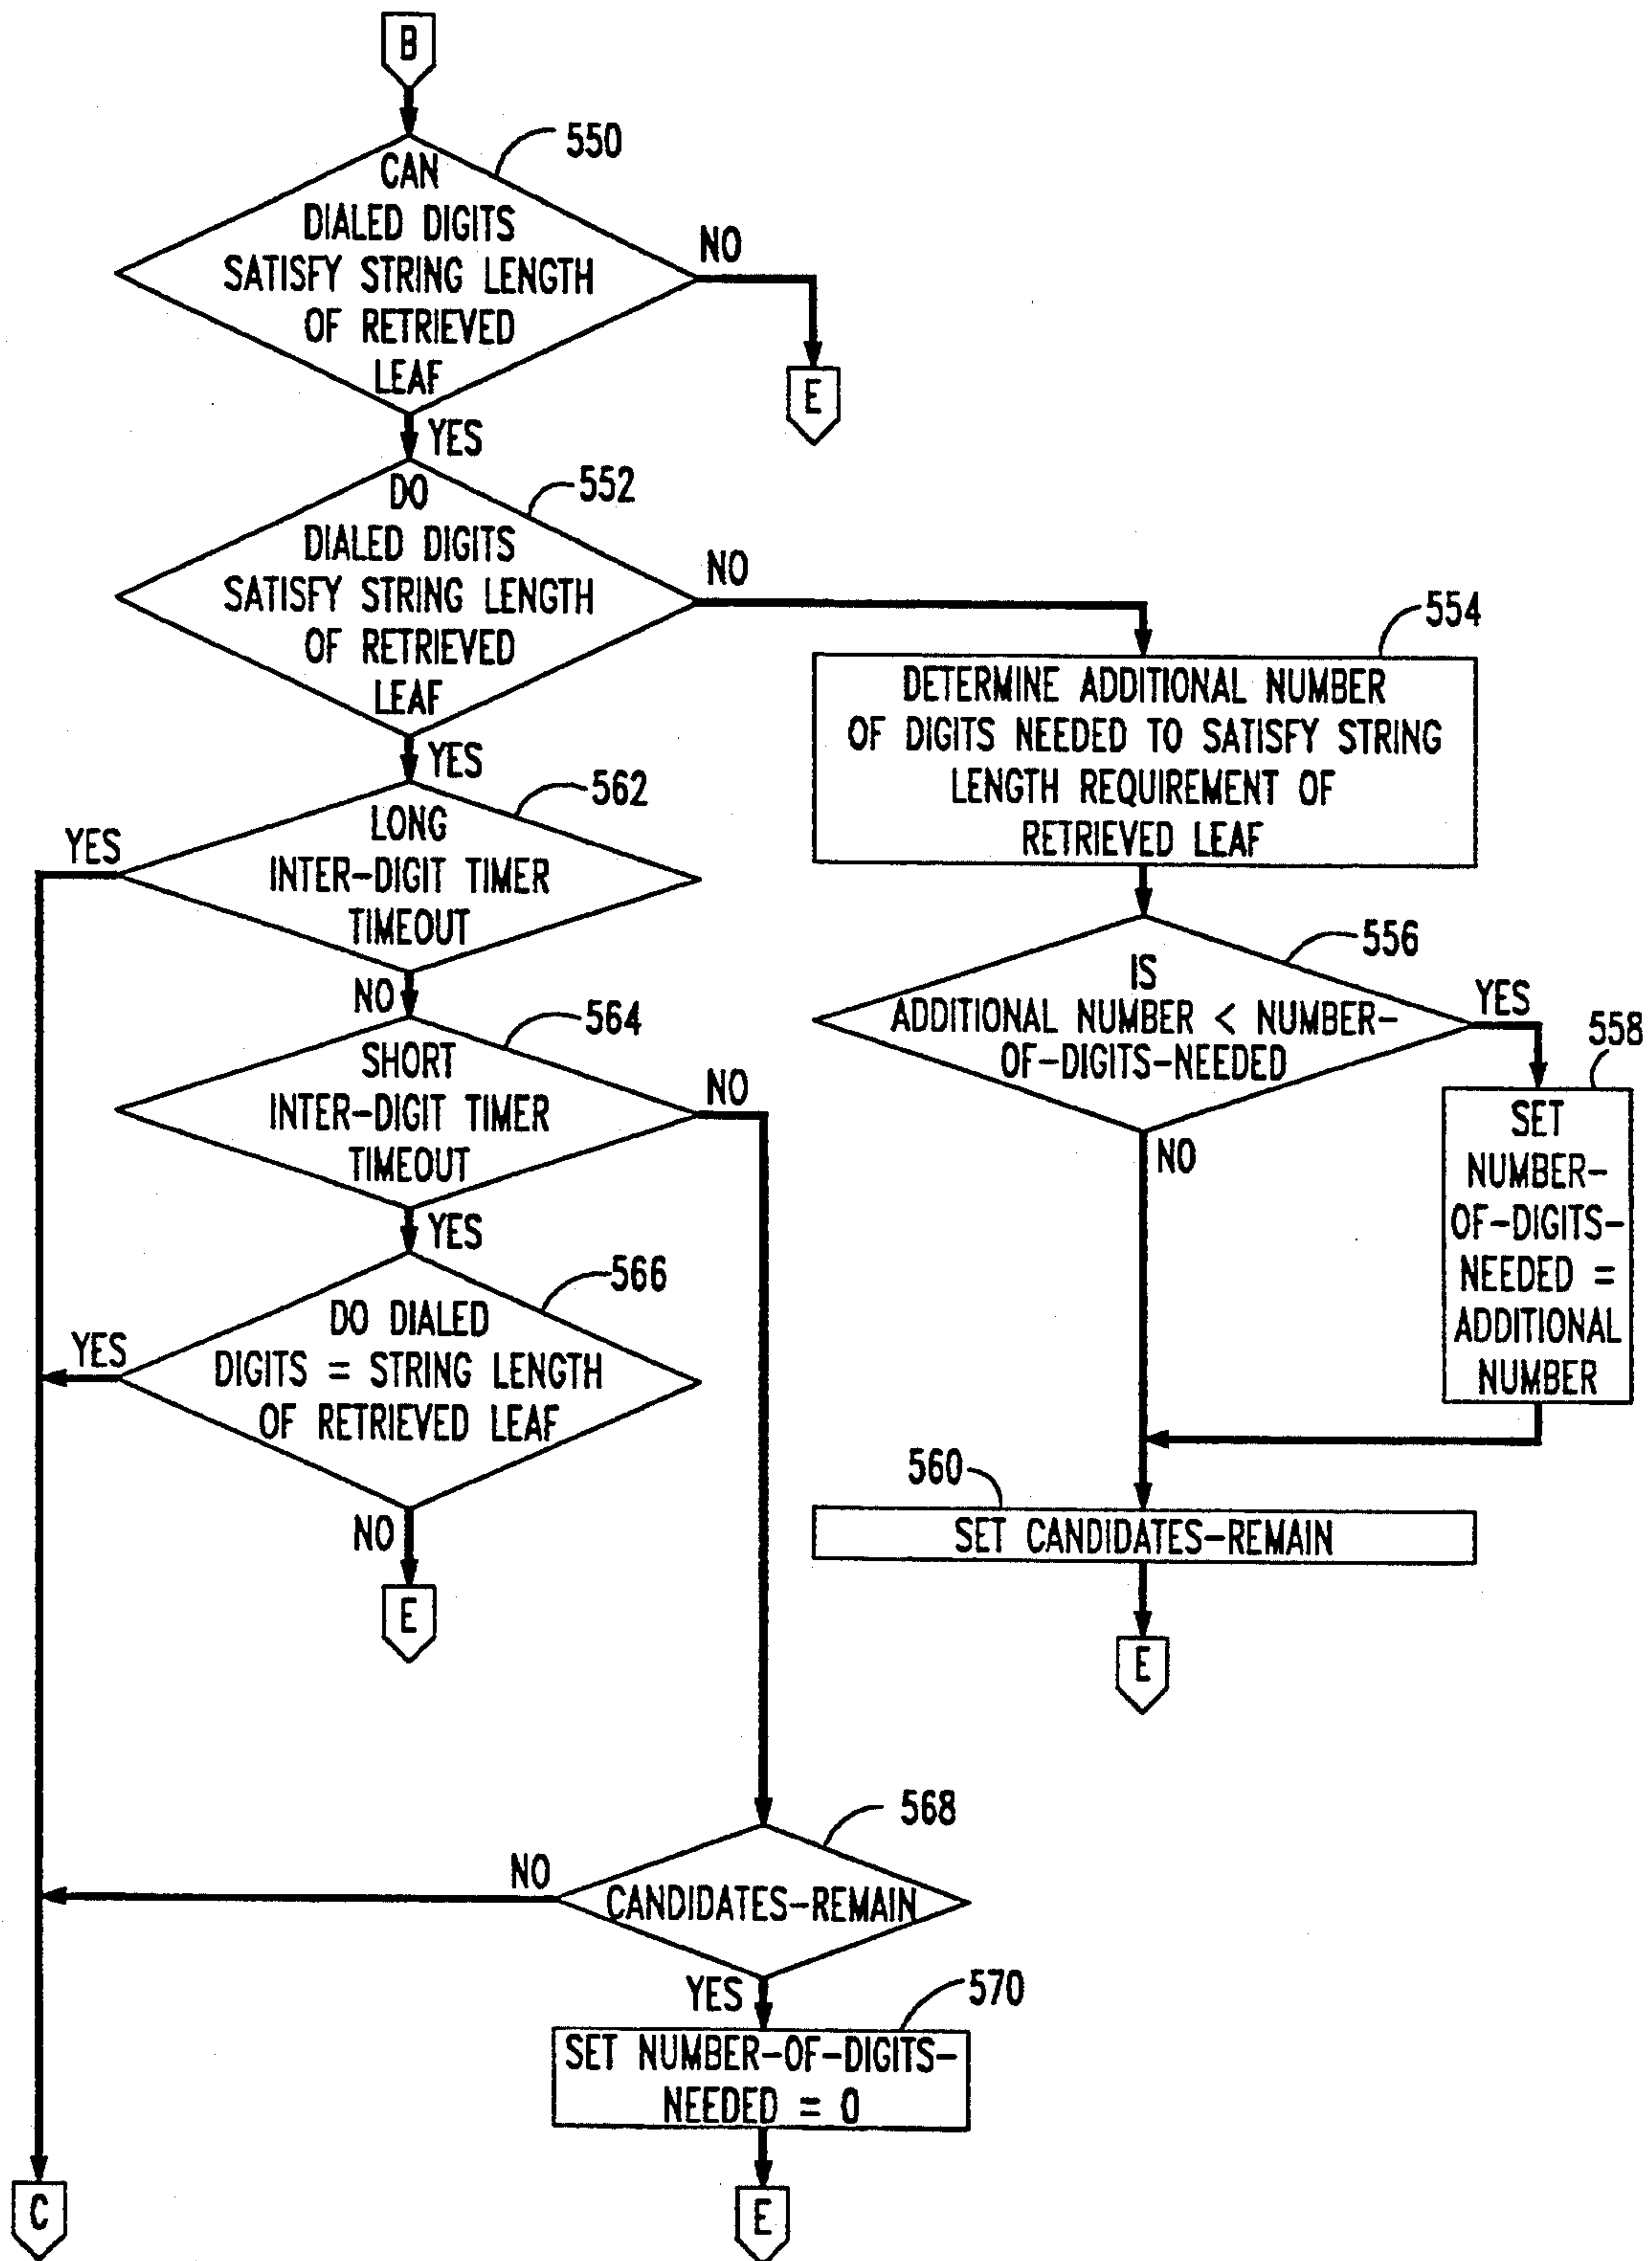 B
550
CAN
DIALED DIGITS
SATISFY STRING LENGTH
OF RETRIEVED
LEAF
NO
E
YES
552
DO
DIALED DIGITS
SATISFY STRING LENGTH
OF RETRIEVED
LEAF
NO
554
DETERMINE ADDITIONAL NUMBER
OF DIGITS NEEDED TO SATISFY STRING
LENGTH REQUIREMENT OF
RETRIEVED LEAF
YES
562
LONG
INTER-DIGIT TIMER
TIMEOUT
YES
NO
556
IS
ADDITIONAL NUMBER < NUMBER-
OF-DIGITS-NEEDED
YES
NO
558
SET
NUMBER-
OF-DIGITS-
NEEDED =
ADDITIONAL
NUMBER
564
SHORT
INTER-DIGIT TIMER
TIMEOUT
NO
YES
566
DO DIALED
DIGITS = STRING LENGTH
OF RETRIEVED LEAF
YES
NO
E
560
SET CANDIDATES-REMAIN
E
568
CANDIDATES-REMAIN
NO
YES
570
SET NUMBER-OF-DIGITS-
NEEDED = 0
C
E